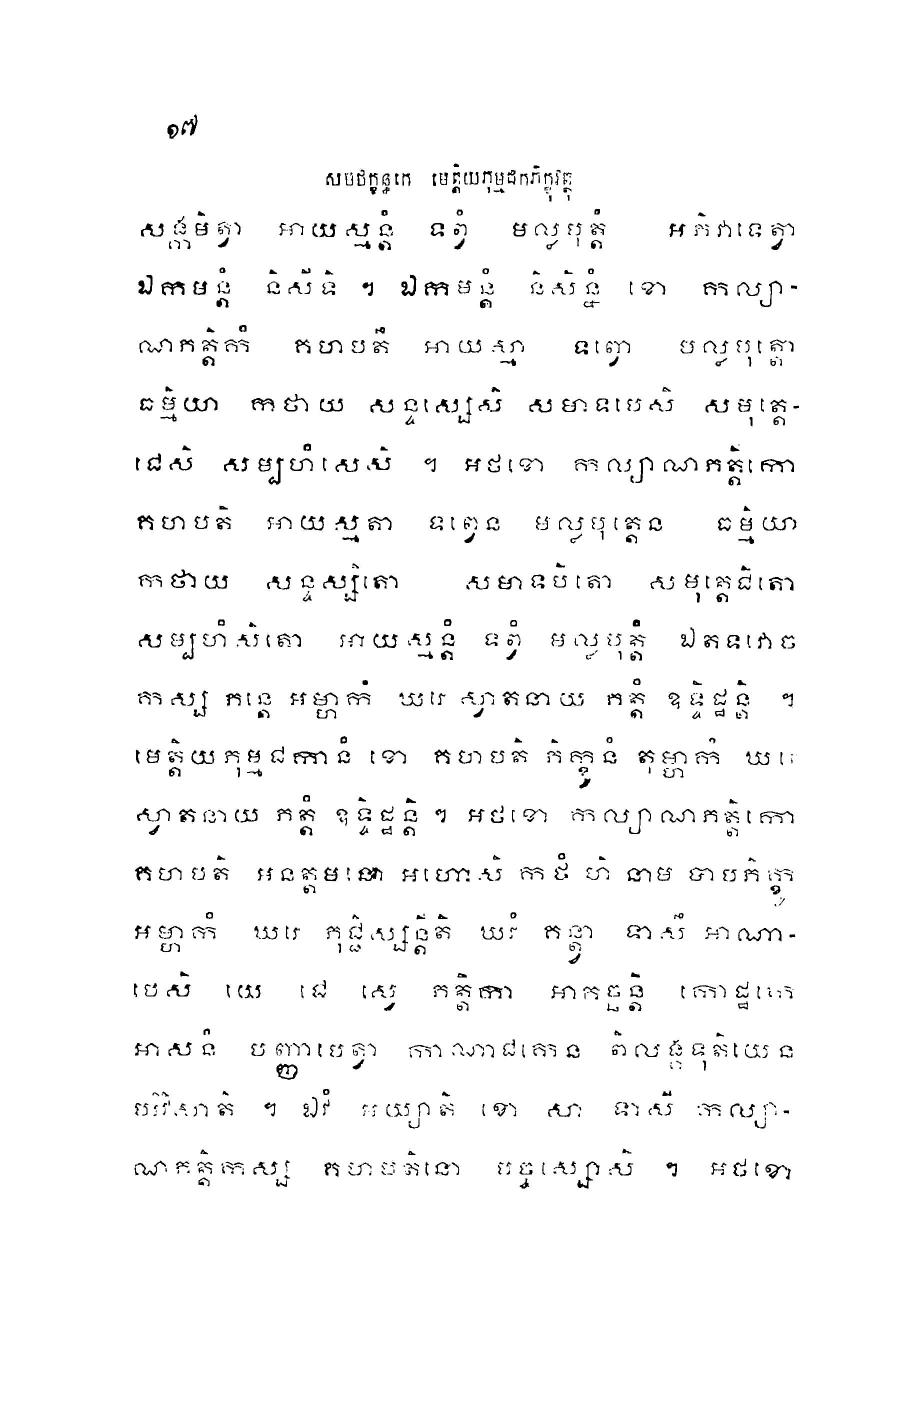 ១៧
សមថក្ខន្ធកេ មេត្តិយភុម្មជកភិក្ខុវត្ថុ
សង្កមិត្វា អាយស្មន្តំ ទព្វំ មល្លបុត្តំ អភិវាទេត្វា
ឯកមន្តំ និសីទិ ។ ឯកមន្តំ និសិន្នំ ខោ កល្យា-
ណភត្តិកំ គហបតឹ អាយស្មា ទព្វោ មល្លបុត្តោ
ធម្មិយា កថាយ សន្ទស្សេសិ សមាទបេសិ សមុត្តេ-
ជេសិ សម្បហំសេសិ ។ អថខោ កល្យាណភត្តិកោ
គហបតិ អាយស្មតា ទព្វេន មល្លបុត្តេន ធម្មិយា
កថាយ សន្ទស្សិតោ សមាទបិតោ សមុត្តេជិតោ
សម្បហំសិតោ អាយស្មន្តំ ទព្វំ មល្លបុត្តំ ឯតទវោច
កស្ស ភន្តេ អម្ហាកំ ឃរេ ស្វាតនាយ ភត្តំ ឧទ្ទិដ្ឋន្តិ ។
មេត្តិយភុម្មជកានំ ខោ គហបតិ ភិក្ខូនំ តុម្ហាកំ ឃរេ
ស្វាតនាយ ភត្តំ ឧទ្ទិដ្ឋន្តិ ។ អថខោ កល្យាណភត្តិកោ
គហបតិ អនត្តមនោ អហោសិ កថំ ហិ នាម បាបភិក្ខូ
អម្ហាកំ ឃរេ ភុញ្ជិស្សន្តីតិ ឃរំ គន្ត្វា ទាសឹ អាណា-
បេសិ យេ ជេ ស្វេ ភត្តិកា អាគច្ឆន្តិ កោដ្ឋកេ
អាសនំ បញ្ញាបេត្វា កាណាជកេន ពិលង្គទុតិយេន
បរិវិសាតិ ។ ឯវំ អយ្យាតិ ខោ សា ទាសី កល្យា-
ណភត្តិកស្ស គហបតិនោ បច្ចស្សោសិ ។ អថខោ